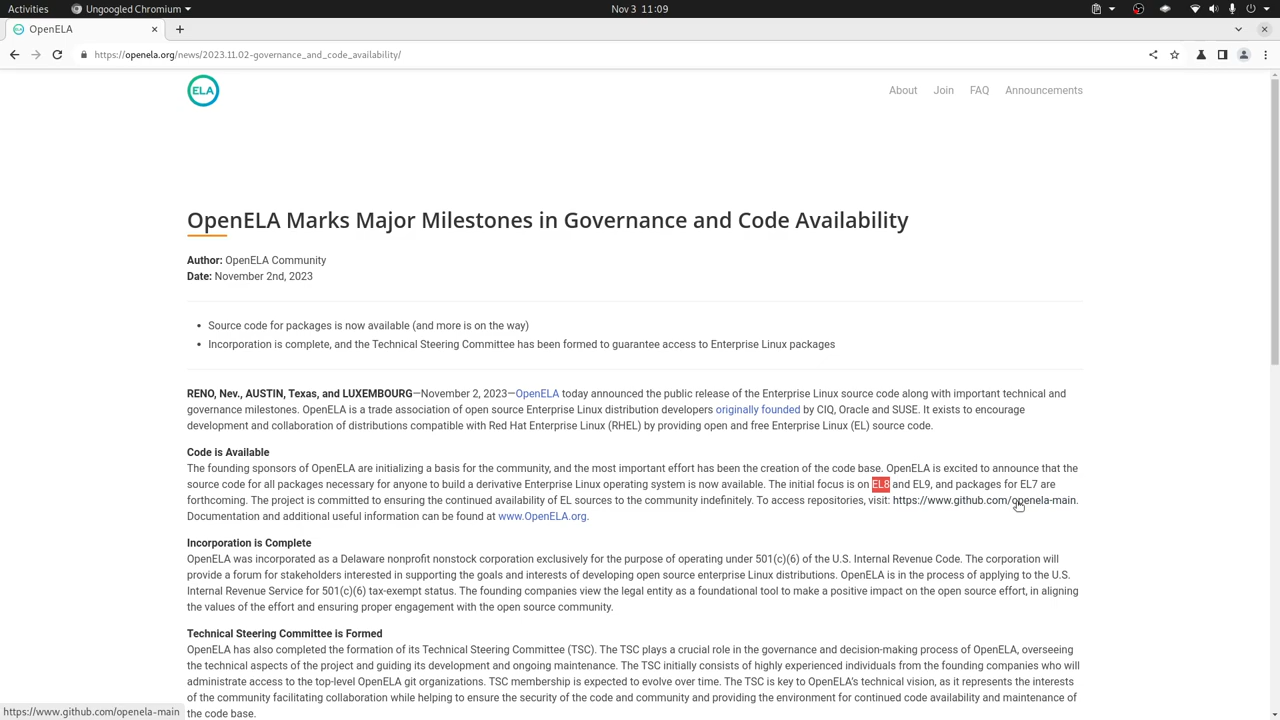 Activities Ungoogled Chromium Nov 3 11:09
OpenELA
https://openela.org/news/2023.11.02-governance_and_code_availability/
ELA About Join FAQ Announcements
OpenELA Marks Major Milestones in Governance and Code Availability
Author: OpenELA Community
Date: November 2nd, 2023
• Source code for packages is now available (and more is on the way)
• Incorporation is complete, and the Technical Steering Committee has been formed to guarantee access to Enterprise Linux packages
RENO, Nev., AUSTIN, Texas, and LUXEMBOURG—November 2, 2023—OpenELA today announced the public release of the Enterprise Linux source code along with important technical and
governance milestones. OpenELA is a trade association of open source Enterprise Linux distribution developers originally founded by CIQ, Oracle and SUSE. It exists to encourage
development and collaboration of distributions compatible with Red Hat Enterprise Linux (RHEL) by providing open and free Enterprise Linux (EL) source code.
Code is Available
The founding sponsors of OpenELA are initializing a basis for the community, and the most important effort has been the creation of the code base. OpenELA is excited to announce that the
source code for all packages necessary for anyone to build a derivative Enterprise Linux operating system is now available. The initial focus is on EL8 and EL9, and packages for EL7 are
forthcoming. The project is committed to ensuring the continued availability of EL sources to the community indefinitely. To access repositories, visit: https://www.github.com/openela-main.
Documentation and additional useful information can be found at www.OpenELA.org.
Incorporation is Complete
OpenELA was incorporated as a Delaware nonprofit nonstock corporation exclusively for the purpose of operating under 501(c)(6) of the U.S. Internal Revenue Code. The corporation will
provide a forum for stakeholders interested in supporting the goals and interests of developing open source enterprise Linux distributions. OpenELA is in the process of applying to the U.S.
Internal Revenue Service for 501(c)(6) tax-exempt status. The founding companies view the legal entity as a foundational tool to make a positive impact on the open source effort, in aligning
the values of the effort and ensuring proper engagement with the open source community.
Technical Steering Committee is Formed
OpenELA has also completed the formation of its Technical Steering Committee (TSC). The TSC plays a crucial role in the governance and decision-making process of OpenELA, overseeing
the technical aspects of the project and guiding its development and ongoing maintenance. The TSC initially consists of highly experienced individuals from the founding companies who will
administrate access to the top-level OpenELA git organizations. TSC membership is expected to evolve over time. The TSC is key to OpenELA's technical vision, as it represents the interests
of the community facilitating collaboration while helping to ensure the security of the code and community and providing the environment for continued code availability and maintenance of
the code base.
https://www.github.com/openela-main